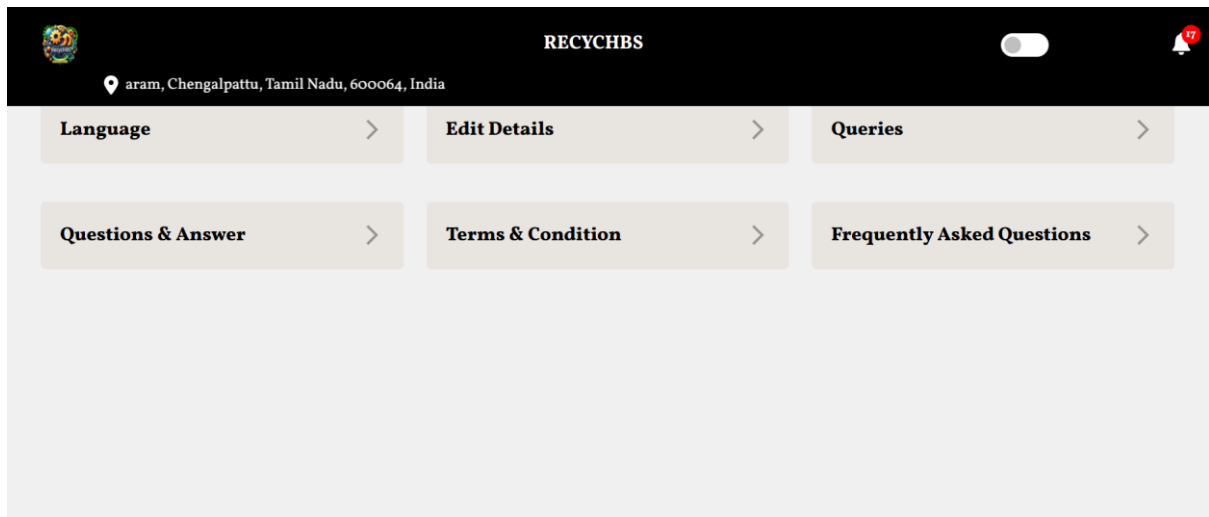 RECYCHBS
17
aram, Chengalpattu, Tamil Nadu, 600064, India
Language
Edit Details
Queries
Questions & Answer
Terms & Condition
Frequently Asked Questions